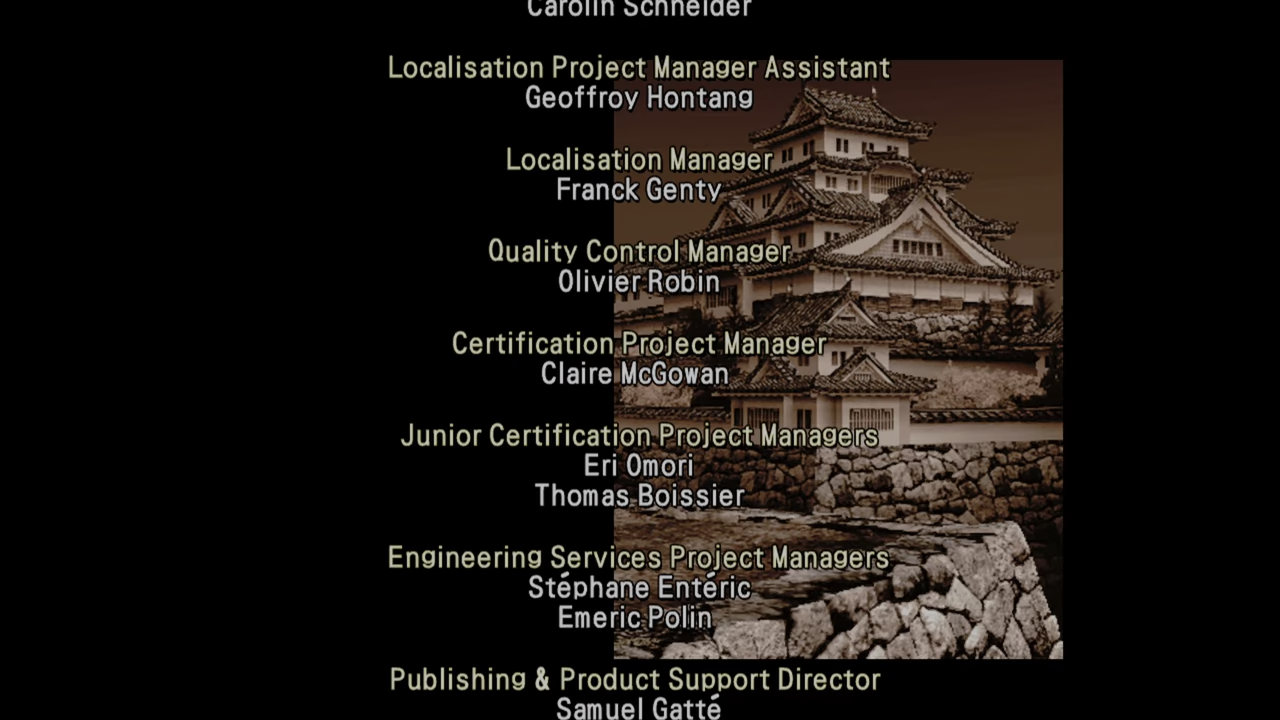 Carolin Schneider
Localisation Project Manager Assistant
Geoffroy Hontang
Localisation Manager
Franck Genty
Quality Control Manager
Olivier Robin
Certification Project Manager
Claire McGowan
Junior Certification Project Managers
Eri Omori
Thomas Boissier
Engineering Services Project Managers
Stéphane Entéric
Emeric Polin
Publishing & Product Support Director
Samuel Gatté